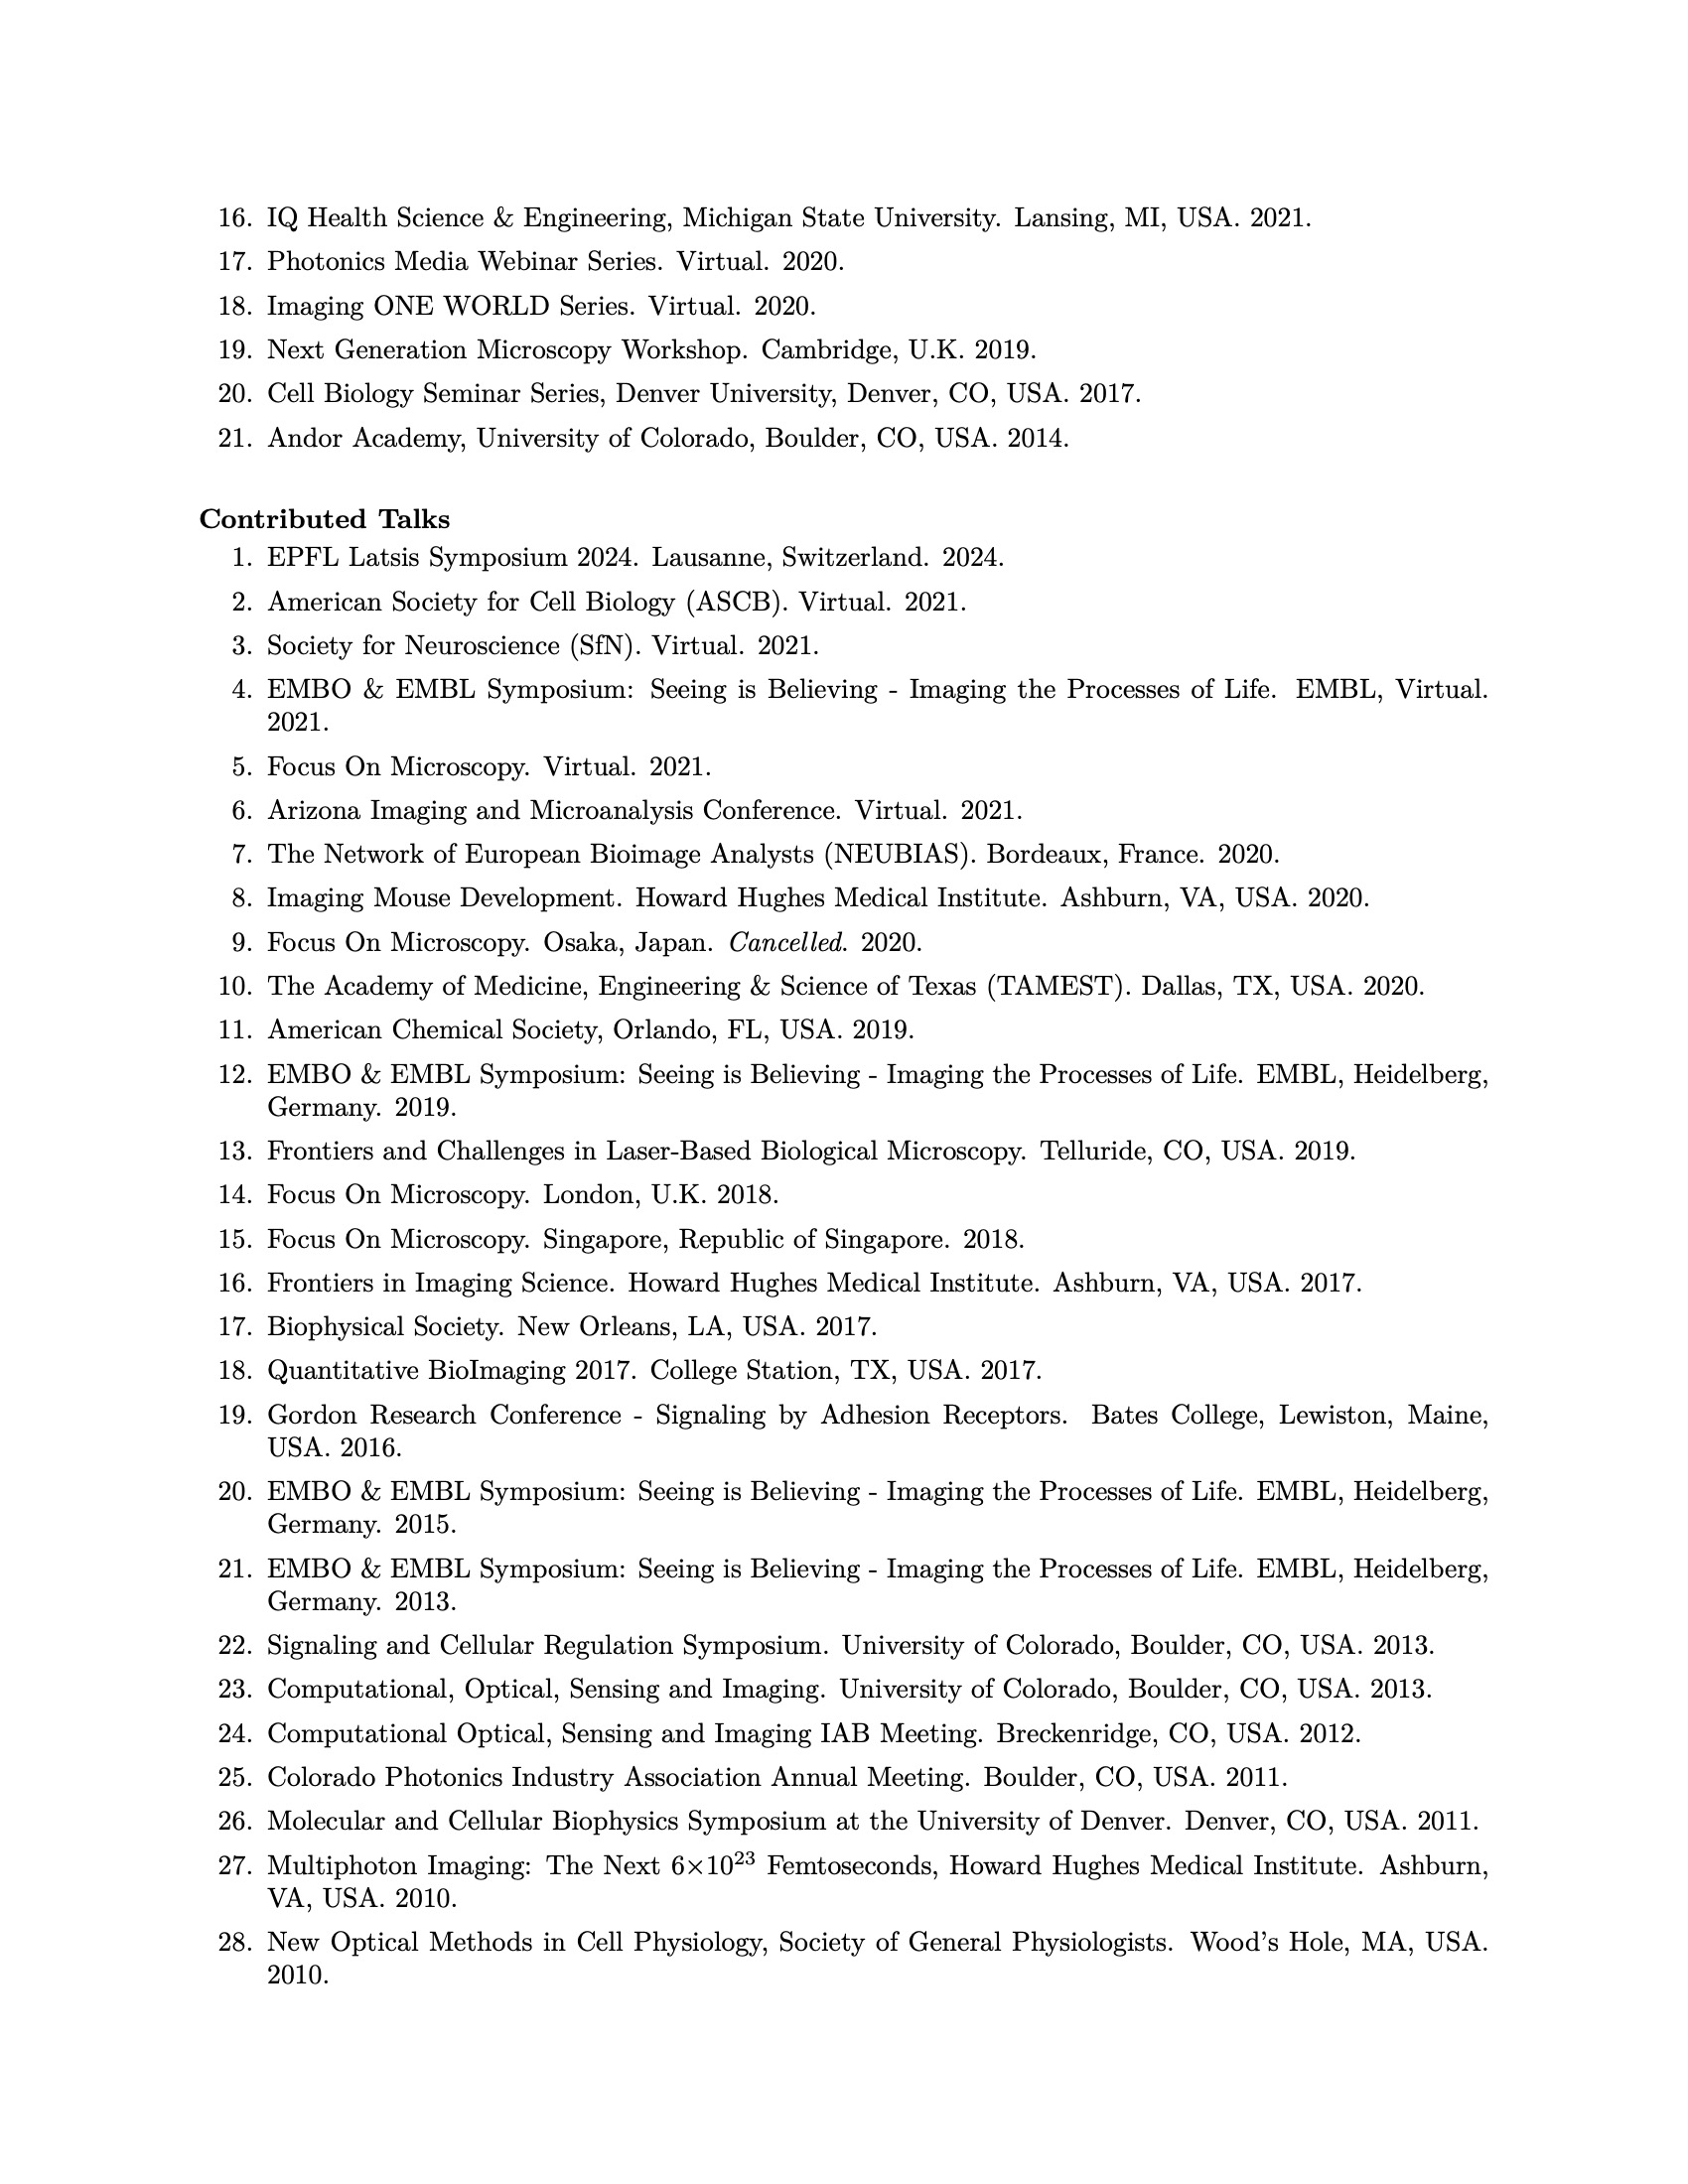 16. IQ Health Science & Engineering, Michigan State University. Lansing, MI, USA. 2021.
17. Photonics Media Webinar Series. Virtual. 2020.
18. Imaging ONE WORLD Series. Virtual. 2020.
19. Next Generation Microscopy Workshop. Cambridge, U.K. 2019.
20. Cell Biology Seminar Series, Denver University, Denver, CO, USA. 2017.
21. Andor Academy, University of Colorado, Boulder, CO, USA. 2014.
Contributed Talks
1. EPFL Latsis Symposium 2024. Lausanne, Switzerland. 2024.
2. American Society for Cell Biology (ASCB). Virtual. 2021.
3. Society for Neuroscience (SfN). Virtual. 2021.
4. EMBO & EMBL Symposium: Seeing is Believing - Imaging the Processes of Life. EMBL, Virtual.
2021.
5. Focus On Microscopy. Virtual. 2021.
6. Arizona Imaging and Microanalysis Conference. Virtual. 2021.
7. The Network of European Bioimage Analysts (NEUBIAS). Bordeaux, France. 2020.
8. Imaging Mouse Development. Howard Hughes Medical Institute. Ashburn, VA, USA. 2020.
9. Focus On Microscopy. Osaka, Japan. Cancelled. 2020.
10. The Academy of Medicine, Engineering & Science of Texas (TAMEST). Dallas, TX, USA. 2020.
11. American Chemical Society, Orlando, FL, USA. 2019.
12. EMBO & EMBL Symposium: Seeing is Believing - Imaging the Processes of Life. EMBL, Heidelberg,
Germany. 2019.
13. Frontiers and Challenges in Laser-Based Biological Microscopy. Telluride, CO, USA. 2019.
14. Focus On Microscopy. London, U.K. 2018.
15. Focus On Microscopy. Singapore, Republic of Singapore. 2018.
16. Frontiers in Imaging Science. Howard Hughes Medical Institute. Ashburn, VA, USA. 2017.
17. Biophysical Society. New Orleans, LA, USA. 2017.
18. Quantitative BioImaging 2017. College Station, TX, USA. 2017.
19. Gordon Research Conference - Signaling by Adhesion Receptors. Bates College, Lewiston, Maine,
USA. 2016.
20. EMBO & EMBL Symposium: Seeing is Believing - Imaging the Processes of Life. EMBL, Heidelberg,
Germany. 2015.
21. EMBO & EMBL Symposium: Seeing is Believing - Imaging the Processes of Life. EMBL, Heidelberg,
Germany. 2013.
22. Signaling and Cellular Regulation Symposium. University of Colorado, Boulder, CO, USA. 2013.
23. Computational, Optical, Sensing and Imaging. University of Colorado, Boulder, CO, USA. 2013.
24. Computational Optical, Sensing and Imaging IAB Meeting. Breckenridge, CO, USA. 2012.
25. Colorado Photonics Industry Association Annual Meeting. Boulder, CO, USA. 2011.
26. Molecular and Cellular Biophysics Symposium at the University of Denver. Denver, CO, USA. 2011.
27. Multiphoton Imaging: The Next 6×10²³ Femtoseconds, Howard Hughes Medical Institute. Ashburn,
VA, USA. 2010.
28. New Optical Methods in Cell Physiology, Society of General Physiologists. Wood's Hole, MA, USA.
2010.